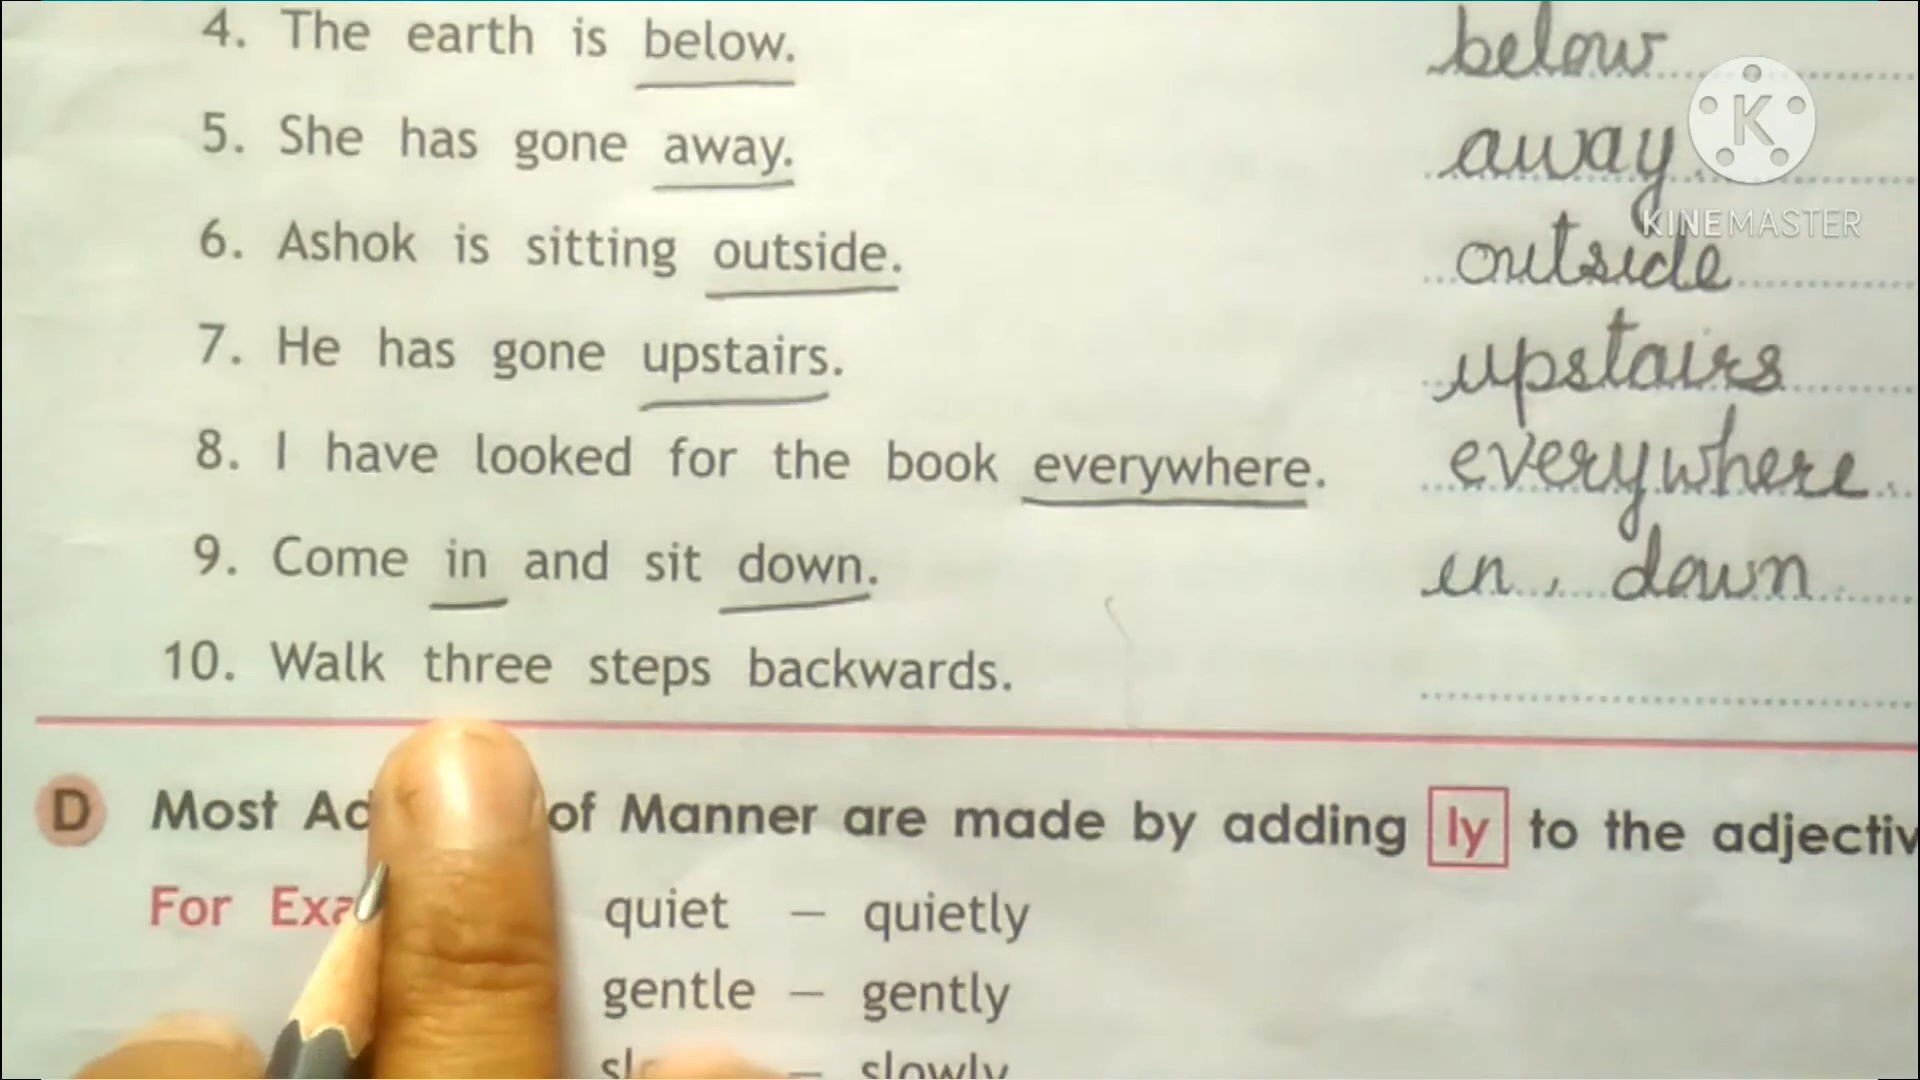 4. The earth is below. below
5. She has gone away. away
6. Ashok is sitting outside. outside
7. He has gone upstairs. upstairs
8. I have looked for the book everywhere. everywhere
9. Come in and sit down. in, down
10. Walk three steps backwards.
K
KINEMASTER
D Most of Manner are made by adding ly to the adjectiv
For Exa quiet – quietly
gentle – gently
– slowly